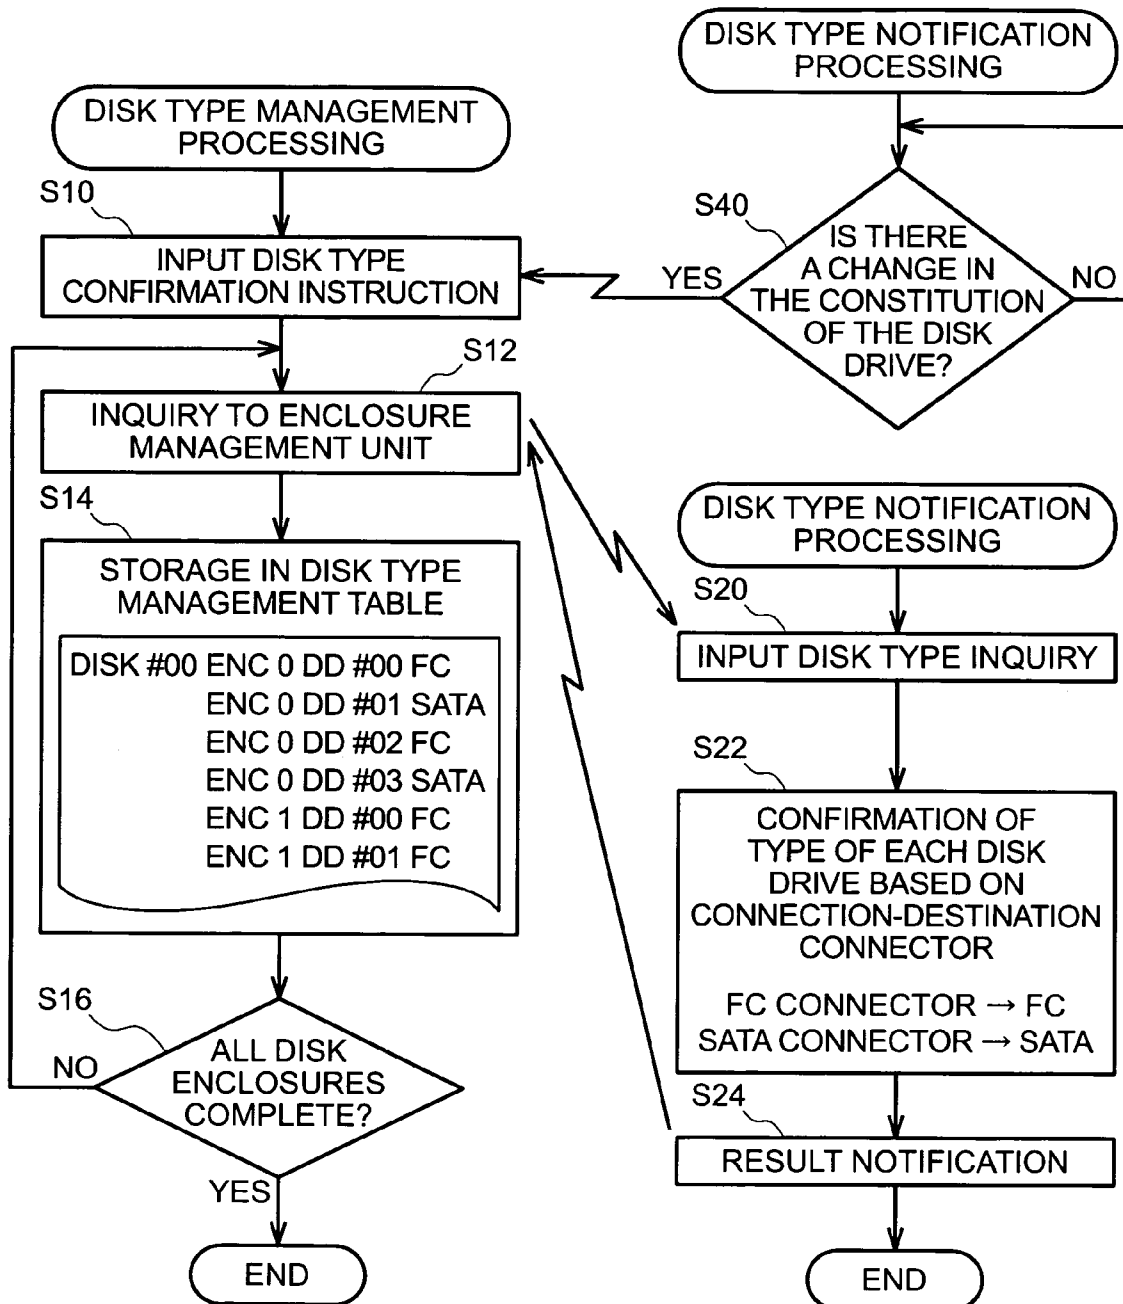 DISK TYPE MANAGEMENT
PROCESSING
S10
INPUT DISK TYPE
CONFIRMATION INSTRUCTION
S12
INQUIRY TO ENCLOSURE
MANAGEMENT UNIT
S14
STORAGE IN DISK TYPE
MANAGEMENT TABLE
DISK #00 ENC 0 DD #00 FC
ENC 0 DD #01 SATA
ENC 0 DD #02 FC
ENC 0 DD #03 SATA
ENC 1 DD #00 FC
ENC 1 DD #01 FC
S16
NO
ALL DISK
ENCLOSURES
COMPLETE?
YES
END
DISK TYPE NOTIFICATION
PROCESSING
S40
YES
IS THERE
A CHANGE IN
THE CONSTITUTION
OF THE DISK
DRIVE?
NO
DISK TYPE NOTIFICATION
PROCESSING
S20
INPUT DISK TYPE INQUIRY
S22
CONFIRMATION OF
TYPE OF EACH DISK
DRIVE BASED ON
CONNECTION-DESTINATION
CONNECTOR
FC CONNECTOR → FC
SATA CONNECTOR → SATA
S24
RESULT NOTIFICATION
END